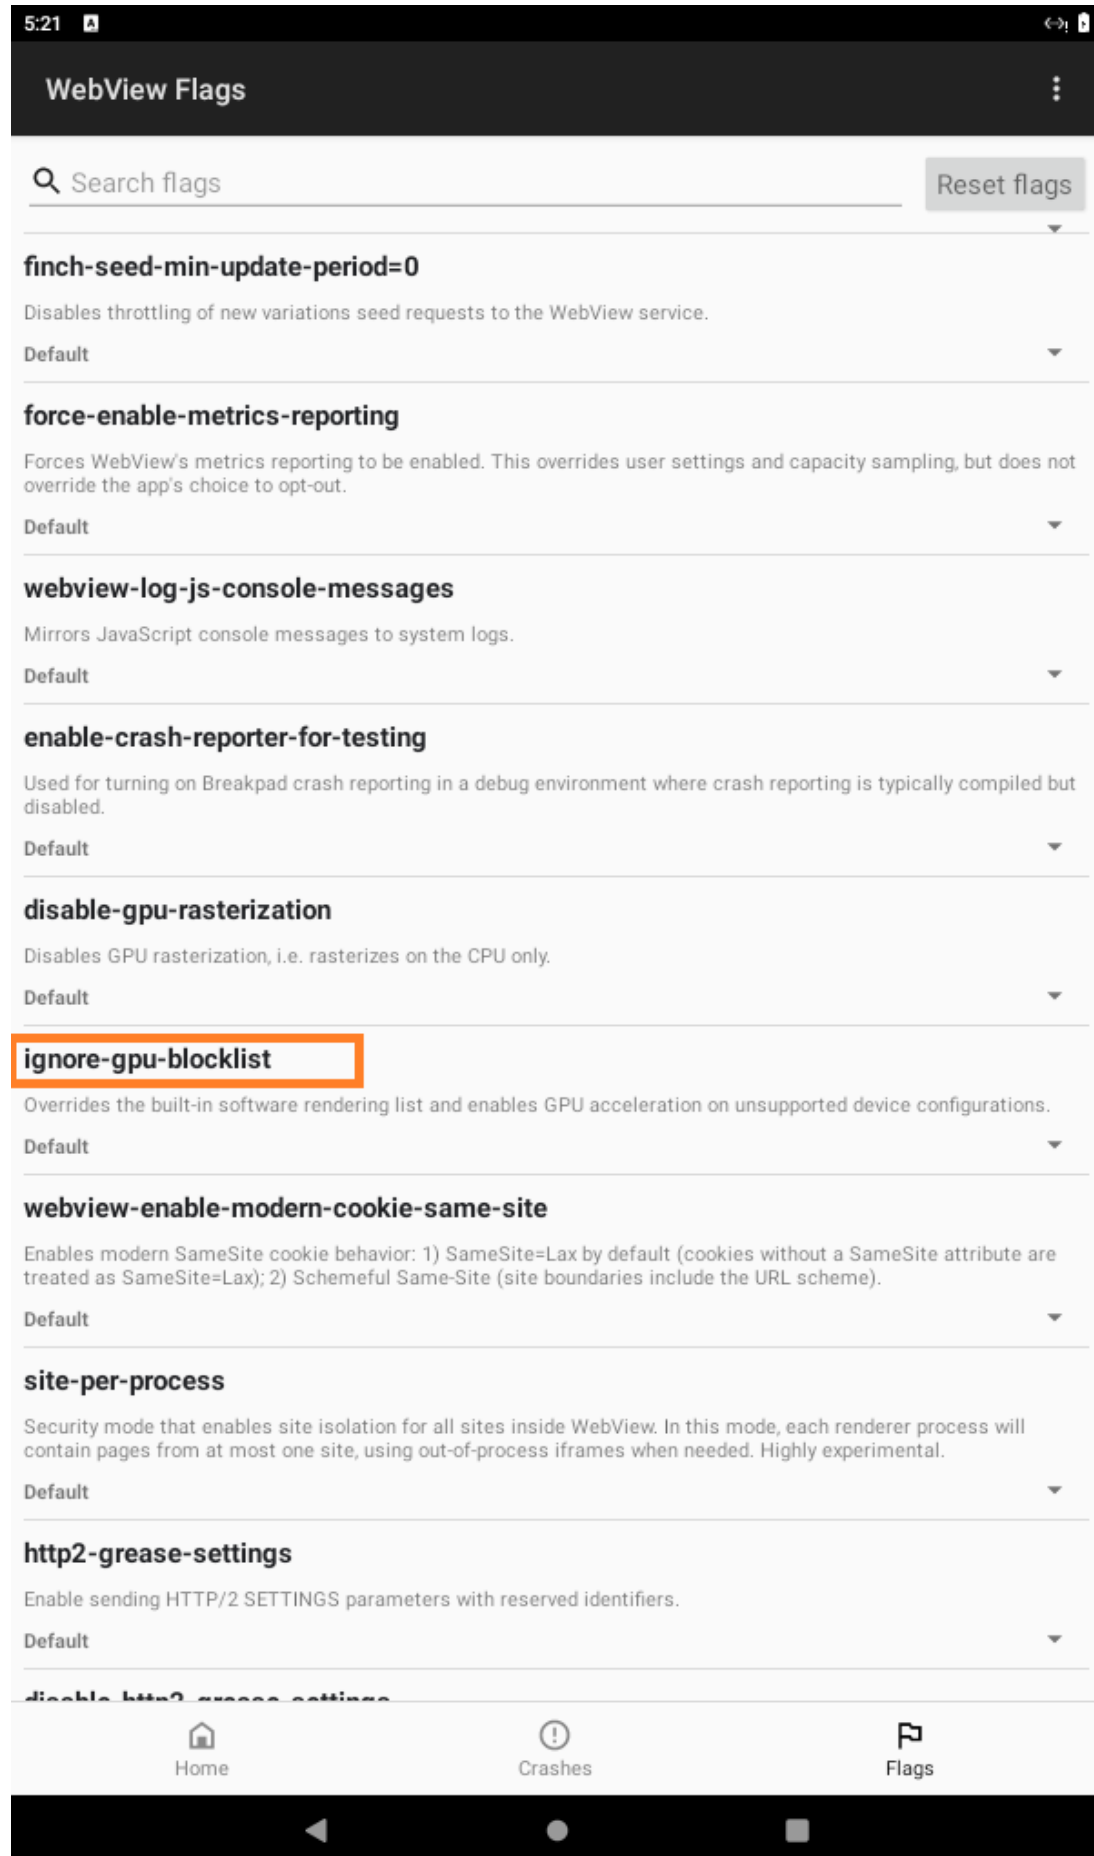 5:21 A
WebView Flags
Search flags
Reset flags
finch-seed-min-update-period=0
Disables throttling of new variations seed requests to the WebView service.
Default
force-enable-metrics-reporting
Forces WebView's metrics reporting to be enabled. This overrides user settings and capacity sampling, but does not
override the app's choice to opt-out.
Default
webview-log-js-console-messages
Mirrors JavaScript console messages to system logs.
Default
enable-crash-reporter-for-testing
Used for turning on Breakpad crash reporting in a debug environment where crash reporting is typically compiled but
disabled.
Default
disable-gpu-rasterization
Disables GPU rasterization, i.e. rasterizes on the CPU only.
Default
ignore-gpu-blocklist
Overrides the built-in software rendering list and enables GPU acceleration on unsupported device configurations.
Default
webview-enable-modern-cookie-same-site
Enables modern SameSite cookie behavior: 1) SameSite=Lax by default (cookies without a SameSite attribute are
treated as SameSite=Lax); 2) Schemeful Same-Site (site boundaries include the URL scheme).
Default
site-per-process
Security mode that enables site isolation for all sites inside WebView. In this mode, each renderer process will
contain pages from at most one site, using out-of-process iframes when needed. Highly experimental.
Default
http2-grease-settings
Enable sending HTTP/2 SETTINGS parameters with reserved identifiers.
Default
disable-http2-grease-settings
Home
Crashes
Flags